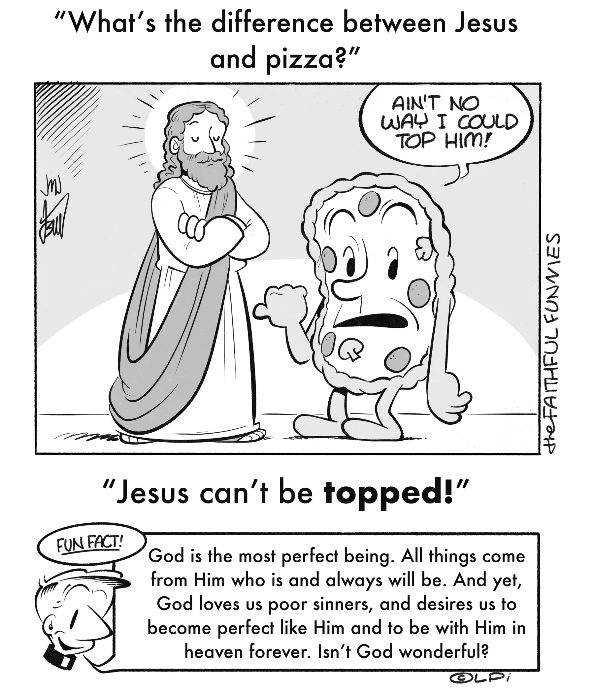 “What’s the difference between Jesus
and pizza?”
AIN'T NO
WAY I COULD
TOP HIM!
the FAITHFUL FUNNIES
“Jesus can’t be topped!”
FUN FACT!
God is the most perfect being. All things come
from Him who is and always will be. And yet,
God loves us poor sinners, and desires us to
become perfect like Him and to be with Him in
heaven forever. Isn’t God wonderful?
©LPi